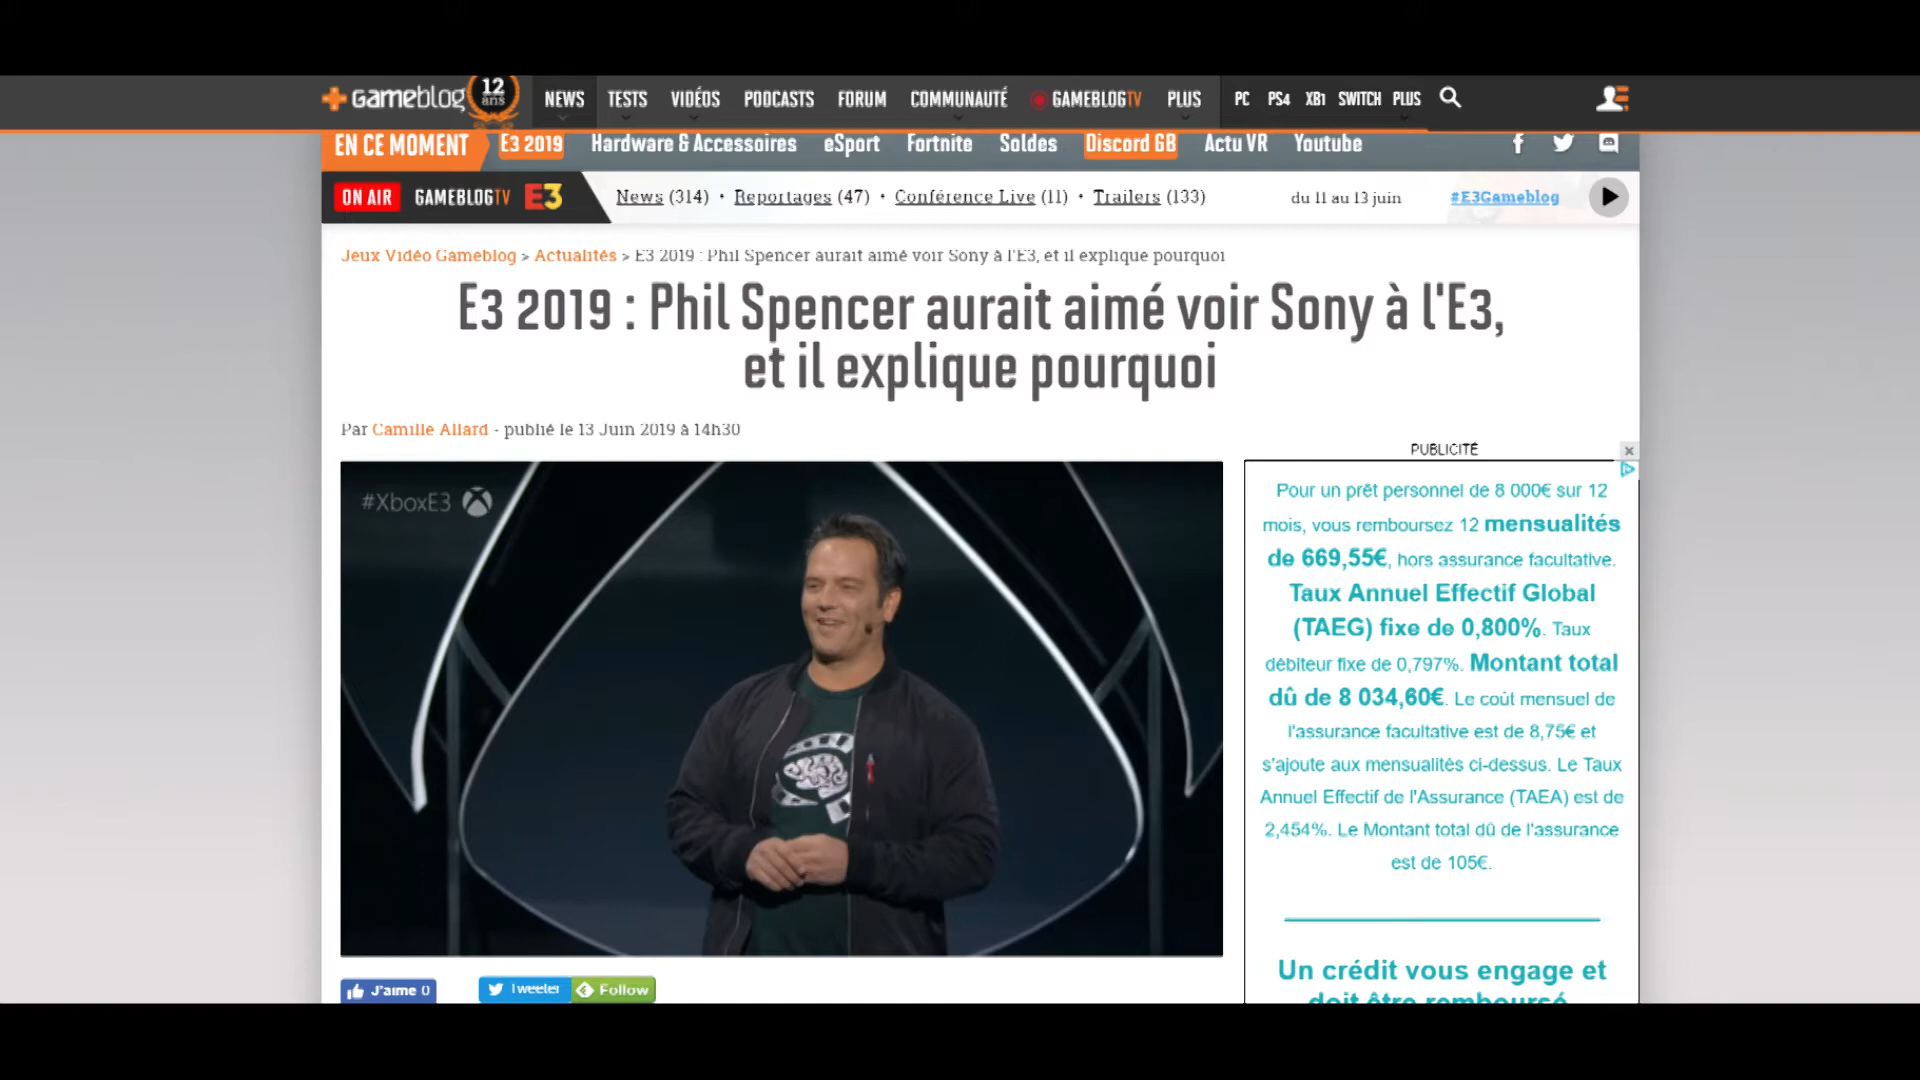 gameblog 12 ans NEWS TESTS VIDÉOS PODCASTS FORUM COMMUNAUTÉ GAMEBLOGTV PLUS PC PS4 XB1 SWITCH PLUS
EN CE MOMENT E3 2019 Hardware & Accessoires eSport Fortnite Soldes Discord GB Actu VR Youtube
ON AIR GAMEBLOGTV E3 News (314) • Reportages (47) • Conférence Live (11) • Trailers (133) du 11 au 13 juin #E3Gameblog
Jeux Vidéo Gameblog > Actualités > E3 2019 : Phil Spencer aurait aimé voir Sony à l'E3, et il explique pourquoi
E3 2019 : Phil Spencer aurait aimé voir Sony à l'E3,
et il explique pourquoi
Par Camille Allard - publié le 13 Juin 2019 à 14h30
#XboxE3
J'aime 0 Tweeter Follow
PUBLICITÉ
Pour un prêt personnel de 8 000€ sur 12
mois, vous remboursez 12 mensualités
de 669,55€, hors assurance facultative.
Taux Annuel Effectif Global
(TAEG) fixe de 0,800%. Taux
débiteur fixe de 0,797%. Montant total
dû de 8 034,60€. Le coût mensuel de
l'assurance facultative est de 8,75€ et
s'ajoute aux mensualités ci-dessus. Le Taux
Annuel Effectif de l'Assurance (TAEA) est de
2,454%. Le Montant total dû de l'assurance
est de 105€.
Un crédit vous engage et
doit être remboursé